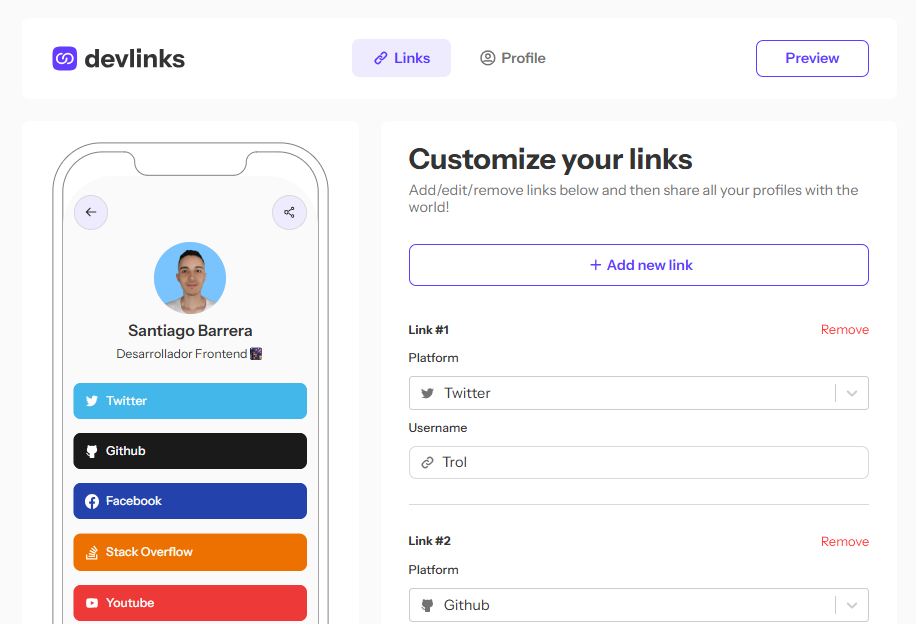 devlinks
Links
Profile
Preview
Santiago Barrera
Desarrollador Frontend
Twitter
Github
Facebook
Stack Overflow
Youtube
Customize your links
Add/edit/remove links below and then share all your profiles with the
world!
+ Add new link
Link #1
Remove
Platform
Twitter
Username
Trol
Link #2
Remove
Platform
Github